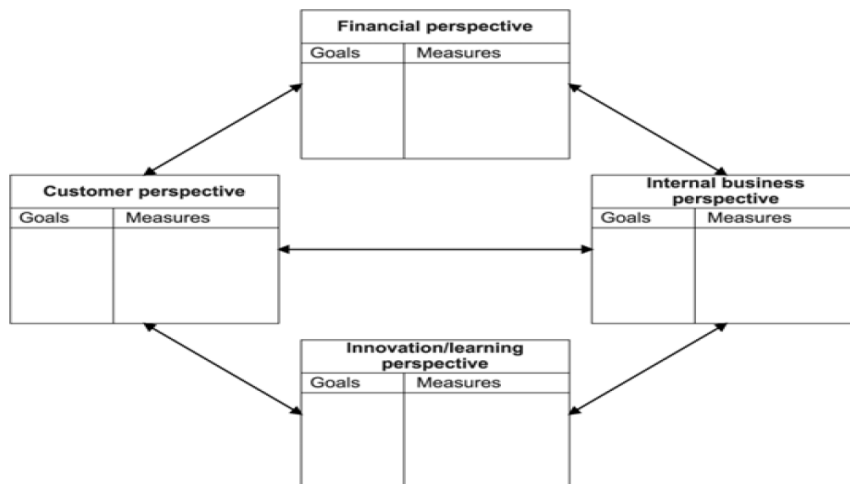 Financial perspective
Goals Measures
Customer perspective
Goals Measures
Internal business
perspective
Goals Measures
Innovation/learning
perspective
Goals Measures